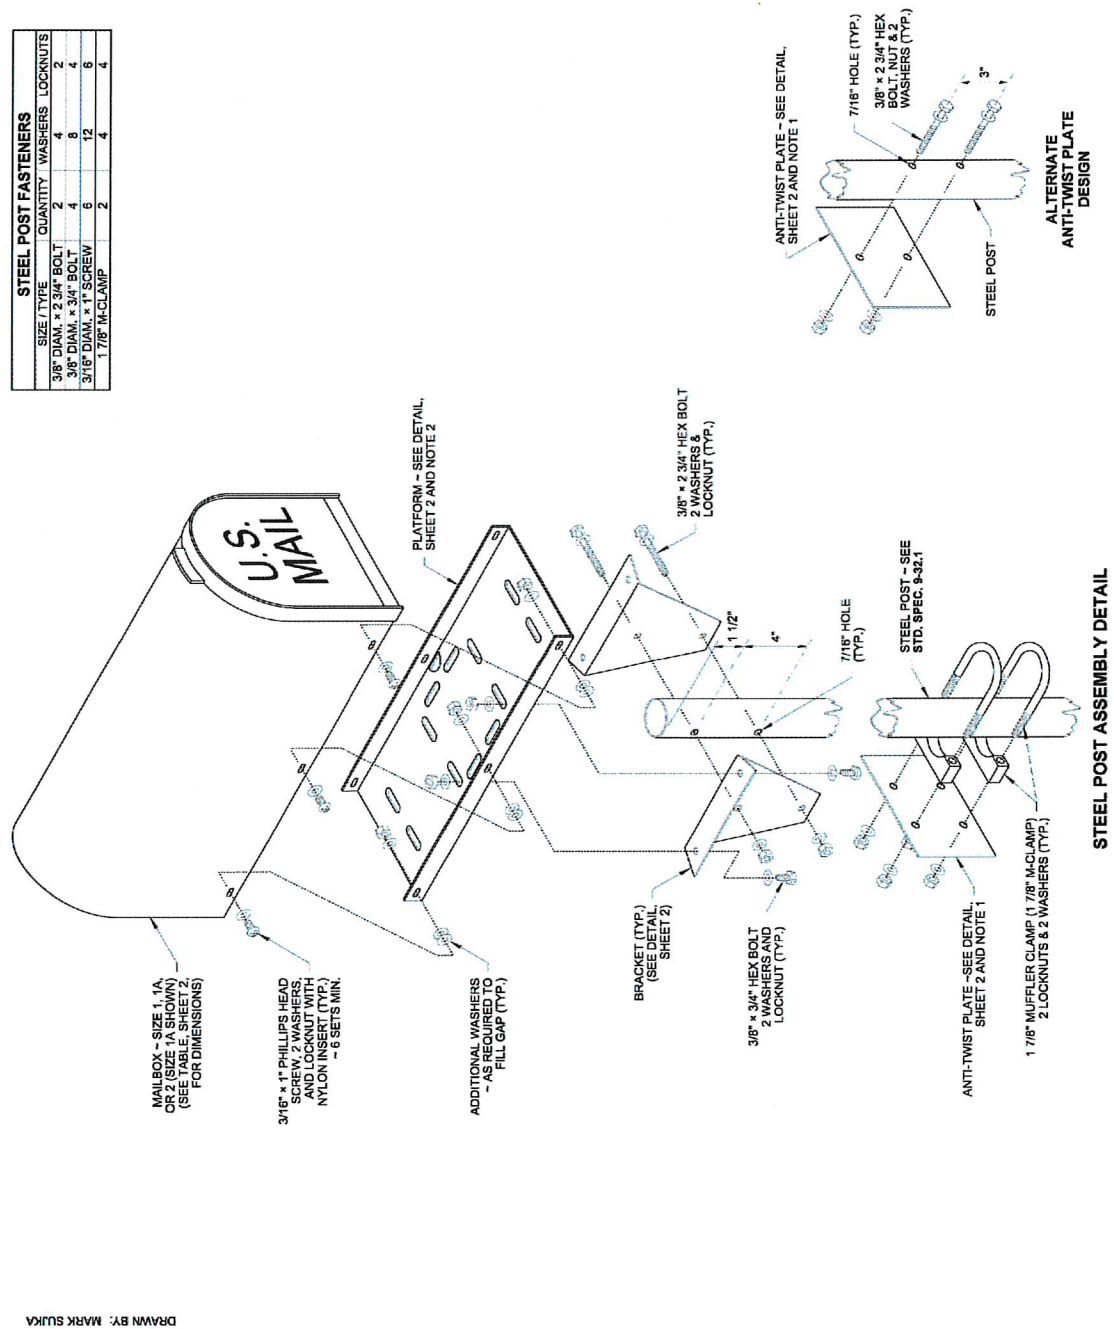 STEEL POST FASTENERS
SIZE / TYPE QUANTITY WASHERS LOCKNUTS
3/8" DIAM. × 2 3/4" BOLT 2 4 2
3/8" DIAM. × 3/4" BOLT 4 8 4
3/16" DIAM. × 1" SCREW 6 12 6
1 7/8" M-CLAMP 2 4 4
U.S.
MAIL
MAILBOX ~ SIZE 1, 1A,
OR 2 (SIZE 1A SHOWN)
(SEE TABLE, SHEET 2,
FOR DIMENSIONS)
3/16" × 1" PHILLIPS HEAD
SCREW, 2 WASHERS,
AND LOCKNUT WITH
NYLON INSERT (TYP.)
~ 6 SETS MIN.
PLATFORM ~ SEE DETAIL,
SHEET 2 AND NOTE 2
ADDITIONAL WASHERS
~ AS REQUIRED TO
FILL GAP (TYP.)
3/8" × 2 3/4" HEX BOLT
2 WASHERS &
LOCKNUT (TYP.)
BRACKET (TYP.)
(SEE DETAIL,
SHEET 2)
3/8" × 3/4" HEX BOLT
2 WASHERS AND
LOCKNUT (TYP.)
1 1/2"
4"
7/16" HOLE
(TYP.)
STEEL POST ~ SEE
STD. SPEC. 9-32.1
ANTI-TWIST PLATE ~SEE DETAIL,
SHEET 2 AND NOTE 1
1 7/8" MUFFLER CLAMP (1 7/8" M-CLAMP)
2 LOCKNUTS & 2 WASHERS (TYP.)
STEEL POST ASSEMBLY DETAIL
ANTI-TWIST PLATE ~ SEE DETAIL,
SHEET 2 AND NOTE 1
7/16" HOLE (TYP.)
3/8" × 2 3/4" HEX
BOLT, NUT & 2
WASHERS (TYP.)
3"
STEEL POST
ALTERNATE
ANTI-TWIST PLATE
DESIGN
DRAWN BY: MARK SUJKA